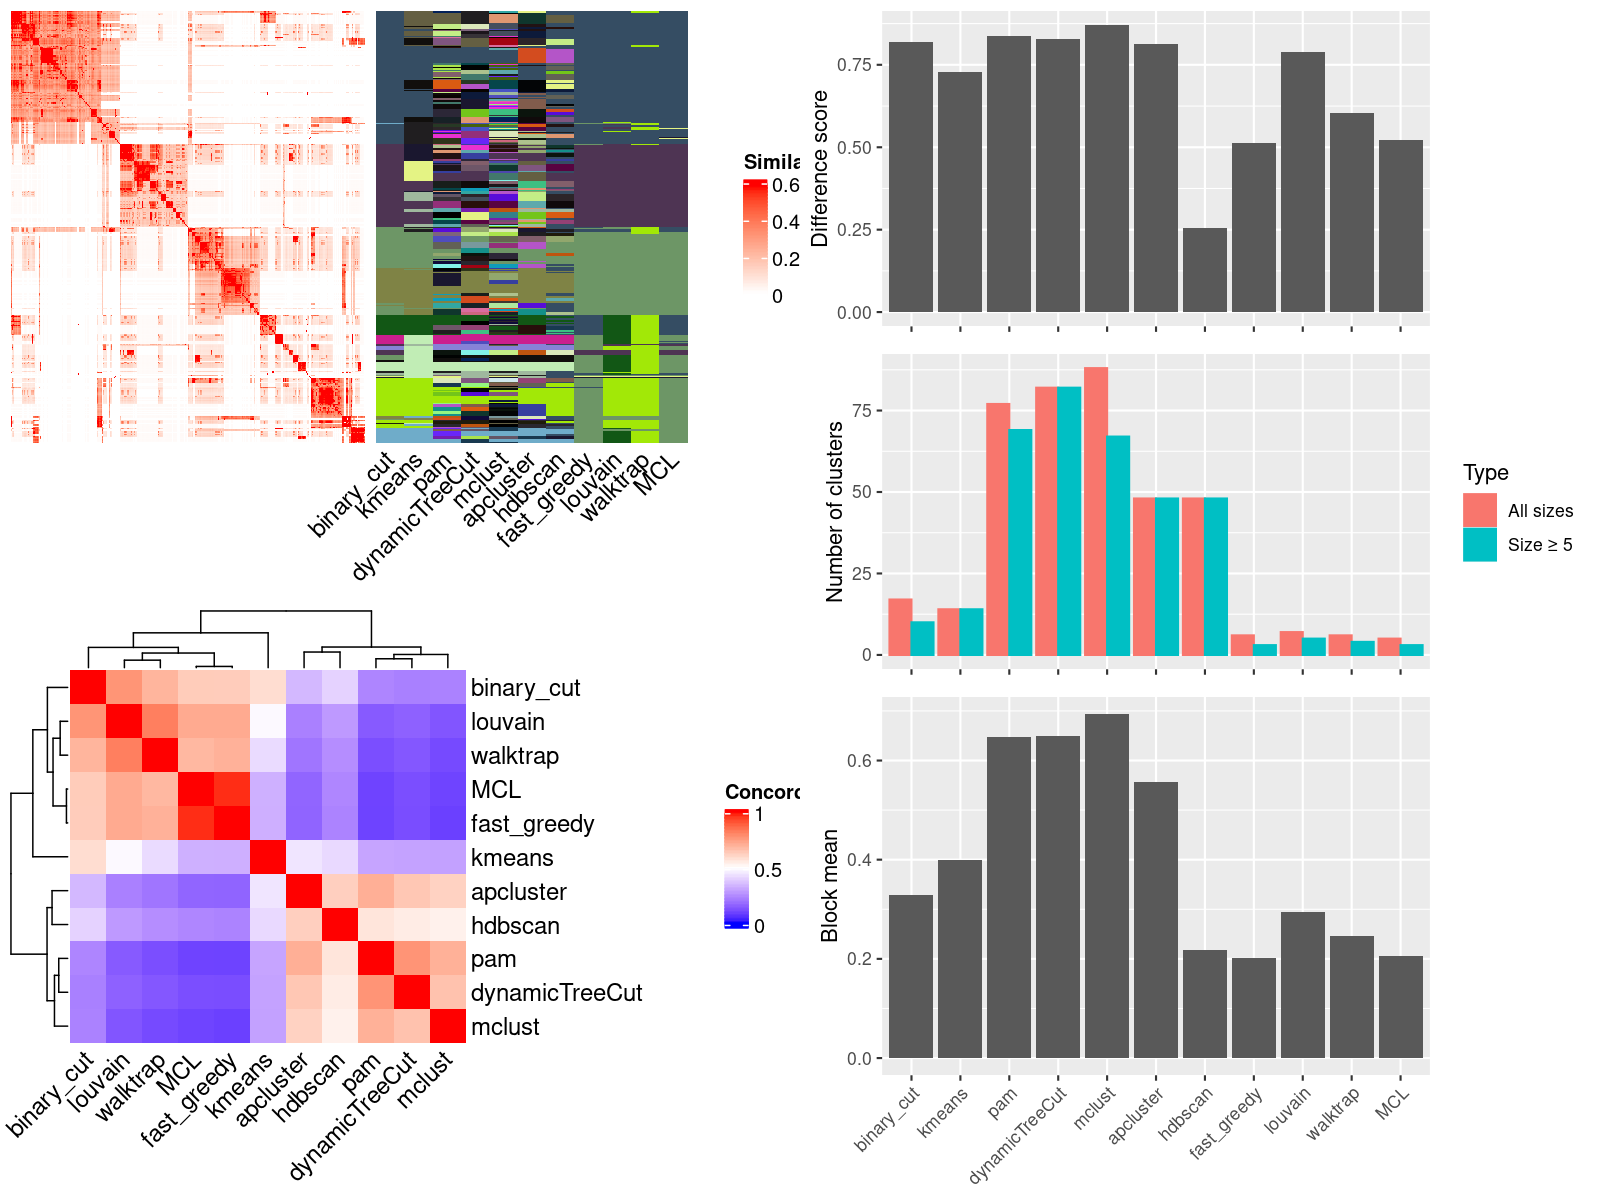 Simila
0.6
0.4
0.2
0
binary_cut
kmeans
pam
dynamicTreeCut
mclust
apcluster
hdbscan
fast_greedy
louvain
walktrap
MCL
Difference score
0.75
0.50
0.25
0.00
Number of clusters
75
50
25
0
Type
All sizes
Size ≥ 5
binary_cut
louvain
walktrap
MCL
fast_greedy
kmeans
apcluster
hdbscan
pam
dynamicTreeCut
mclust
binary_cut
louvain
walktrap
MCL
fast_greedy
kmeans
apcluster
hdbscan
pam
dynamicTreeCut
mclust
Concord
1
0.5
0
Block mean
0.6
0.4
0.2
0.0
binary_cut
kmeans
pam
dynamicTreeCut
mclust
apcluster
hdbscan
fast_greedy
louvain
walktrap
MCL